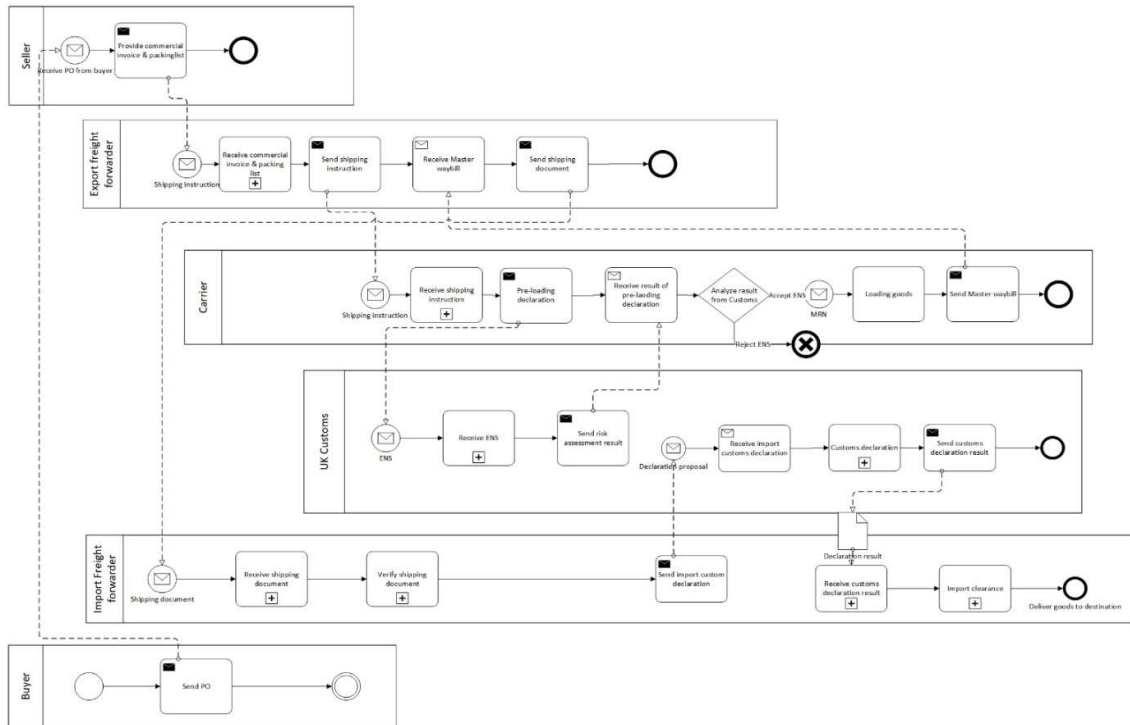 Seller
Receive PO from buyer
Provide commercial
invoice & packinglist
Export freight
forwarder
Shipping instruction
Receive commercial
invoice & packing
list
Send shipping
instruction
Receive Master
waybill
Send shipping
document
Carrier
Shipping instruction
Receive shipping
instruction
Pre-loading
declaration
Receive result of
pre-laoding
declaration
Analyze result
from Customs
Accept ENS
MRN
Loading goods
Send Master waybill
Reject ENS
UK Customs
ENS
Receive ENS
Send risk
assessment result
Declaration proposal
Receive import
customs declaration
Customs declaration
Send customs
declaration result
Import Freight
forwarder
Shipping document
Receive shipping
document
Verify shipping
document
Send import custom
declaration
Declaration result
Receive customs
declaration result
Import clearance
Deliver goods to destination
Buyer
Send PO